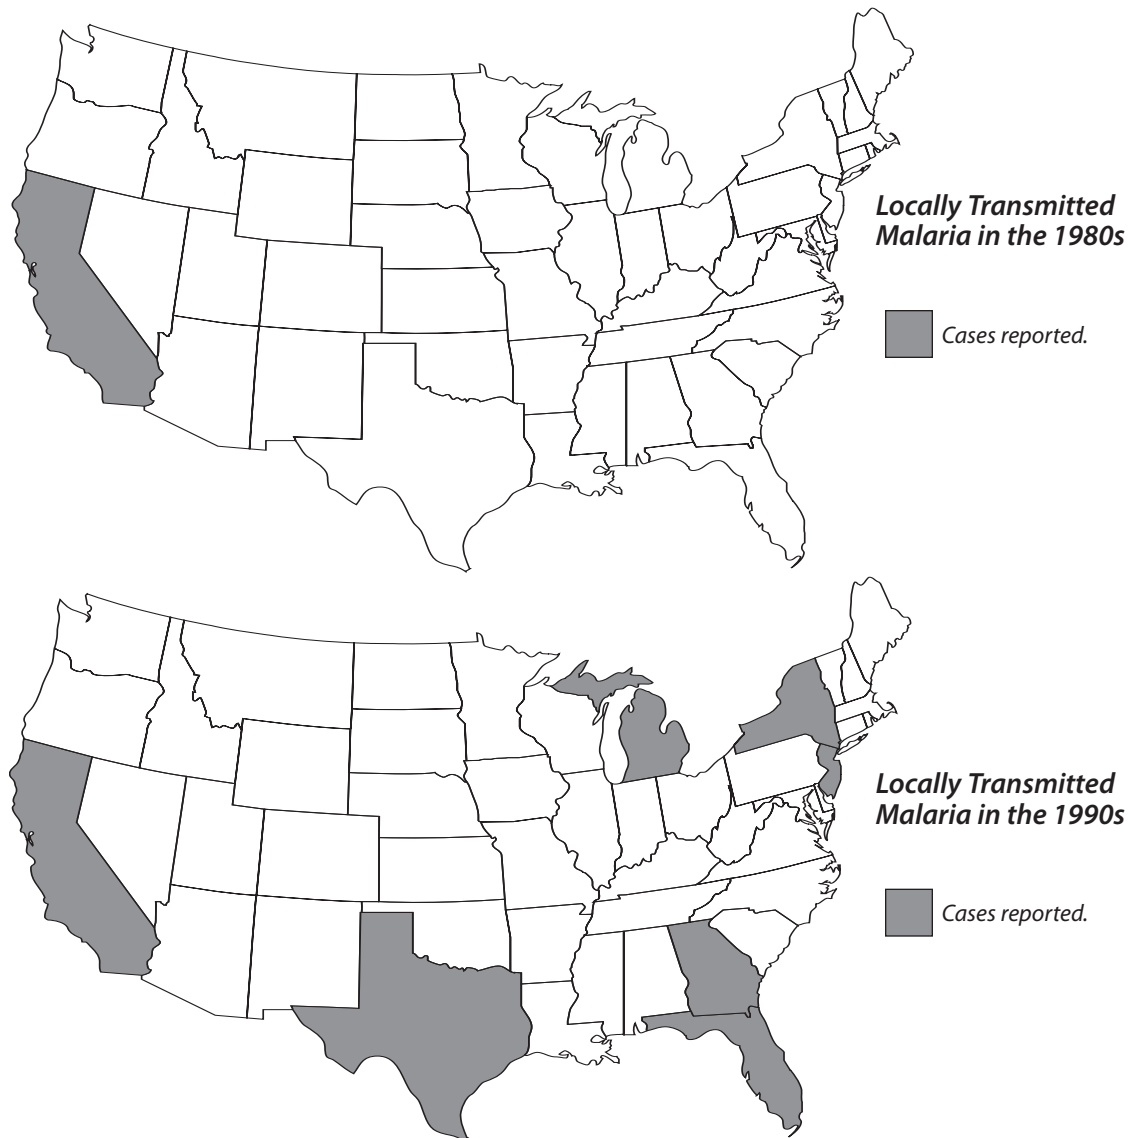 Locally Transmitted
Malaria in the 1980s
Cases reported.
Locally Transmitted
Malaria in the 1990s
Cases reported.